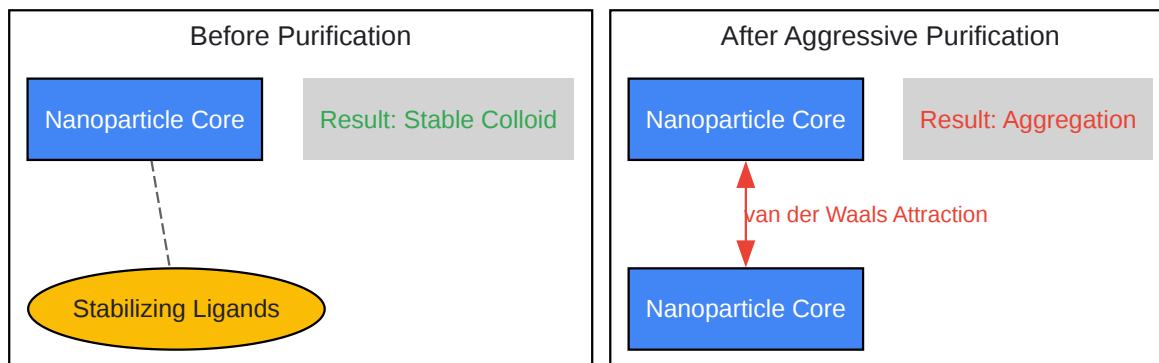 Before Purification
Nanoparticle Core
Result: Stable Colloid
Stabilizing Ligands
After Aggressive Purification
Nanoparticle Core
Result: Aggregation
van der Waals Attraction
Nanoparticle Core